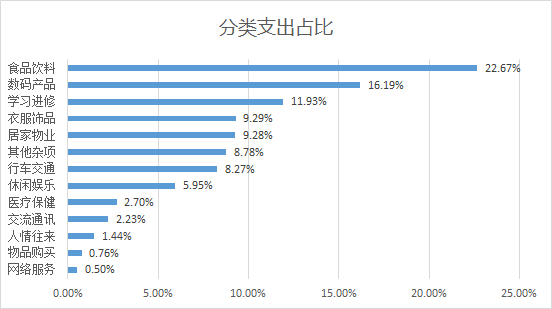 分类支出占比
食品饮料 22.67%
数码产品 16.19%
学习进修 11.93%
衣服饰品 9.29%
居家物业 9.28%
其他杂项 8.78%
行车交通 8.27%
休闲娱乐 5.95%
医疗保健 2.70%
交流通讯 2.23%
人情往来 1.44%
物品购买 0.76%
网络服务 0.50%
0.00% 5.00% 10.00% 15.00% 20.00% 25.00%